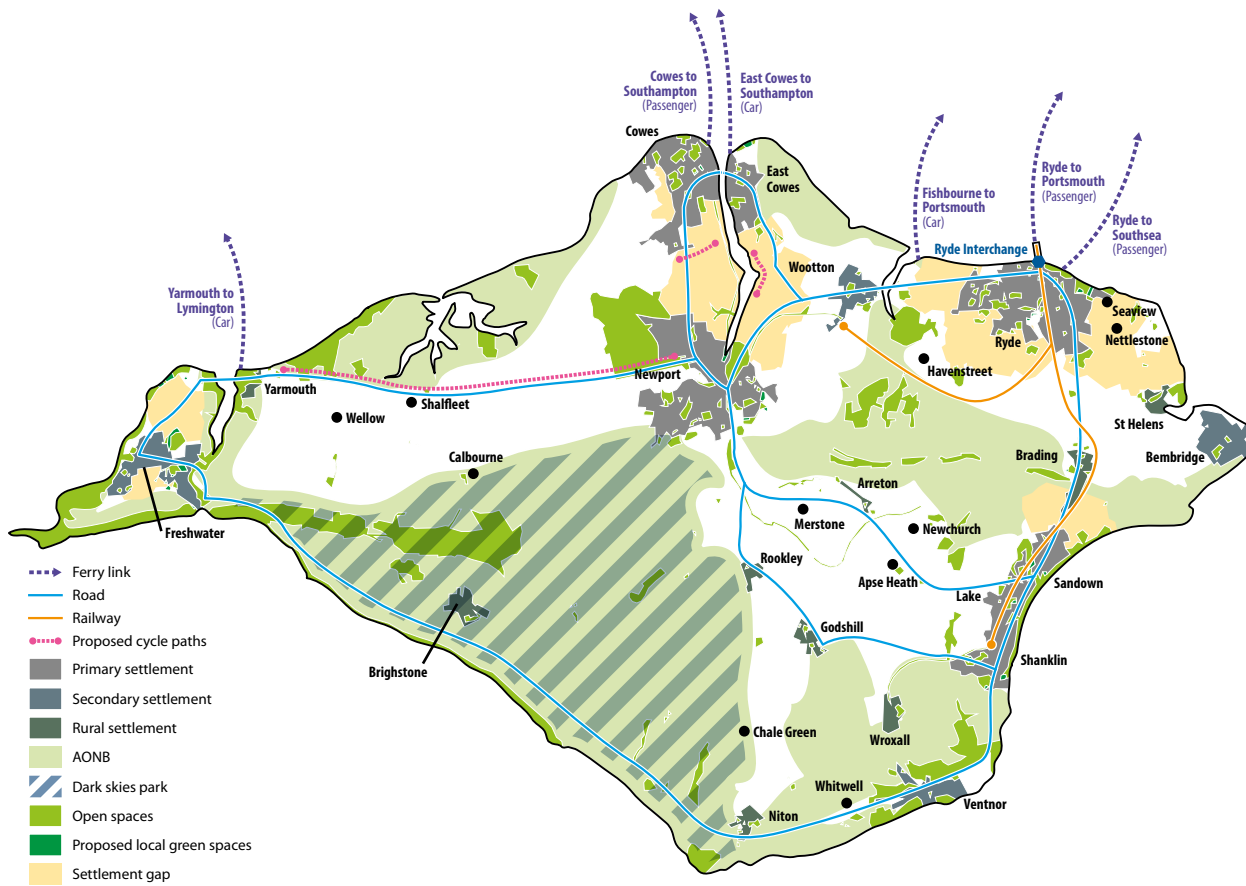 Cowes to
Southampton
(Passenger)
East Cowes to
Southampton
(Car)
Cowes
East
Cowes
Fishbourne to
Portsmouth
(Car)
Ryde to
Portsmouth
(Passenger)
Ryde to
Southsea
(Passenger)
Ryde Interchange
Wootton
Yarmouth to
Lymington
(Car)
Seaview
Nettlestone
Ryde
Havenstreet
Newport
Yarmouth
Shalfleet
Wellow
St Helens
Bembridge
Brading
Calbourne
Arreton
Merstone
Newchurch
Freshwater
Rookley
Apse Heath
Lake
Sandown
Godshill
Shanklin
Brighstone
Chale Green
Wroxall
Whitwell
Niton
Ventnor
Ferry link
Road
Railway
Proposed cycle paths
Primary settlement
Secondary settlement
Rural settlement
AONB
Dark skies park
Open spaces
Proposed local green spaces
Settlement gap